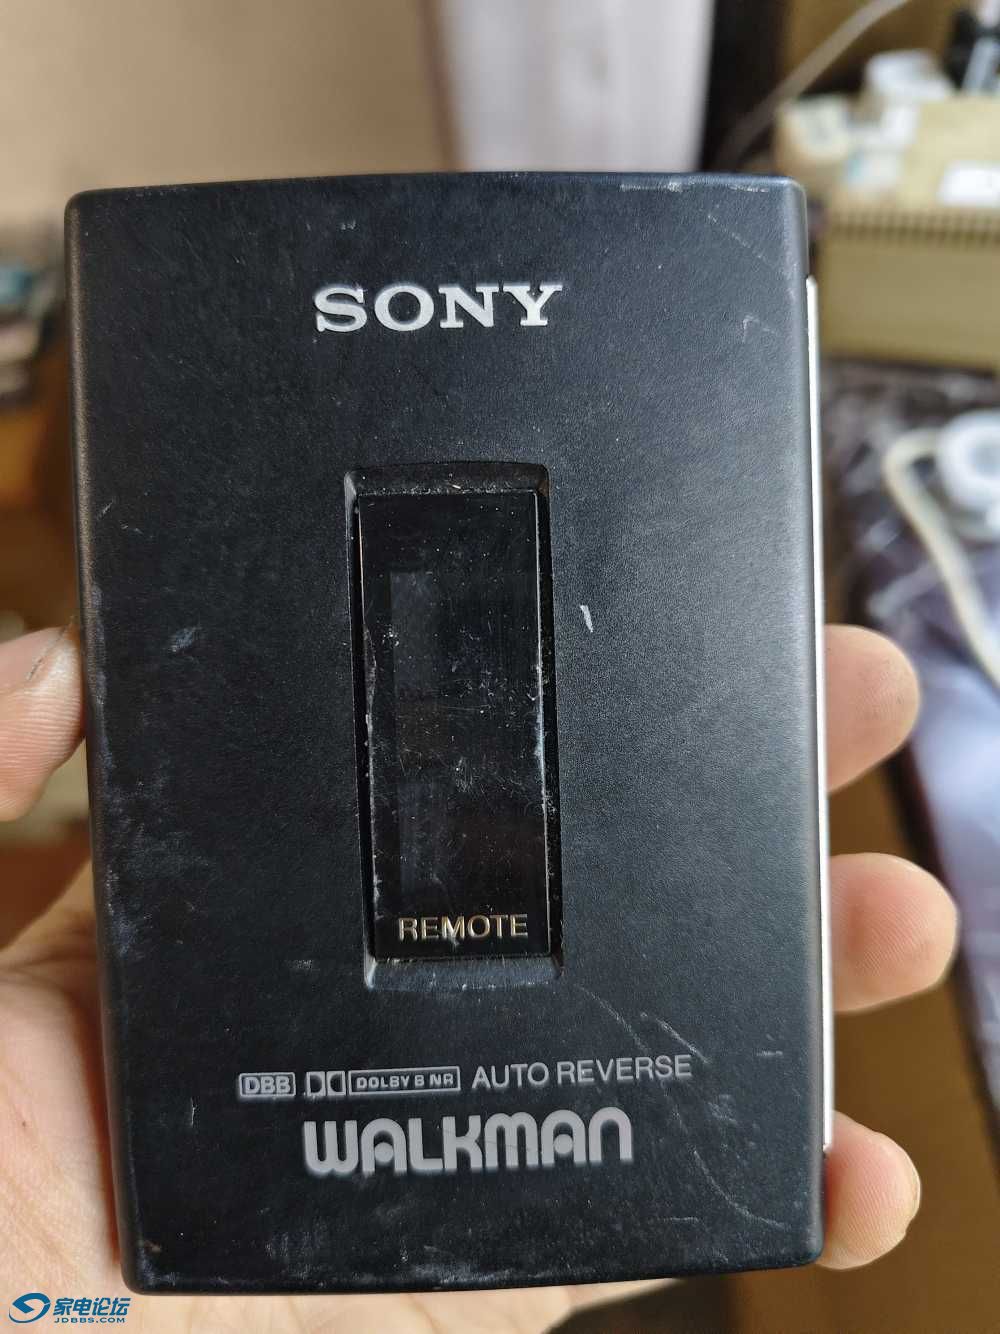 SONY
REMOTE
DBB DOLBY B NR AUTO REVERSE
WALKMAN
家电论坛
JDBBS.COM